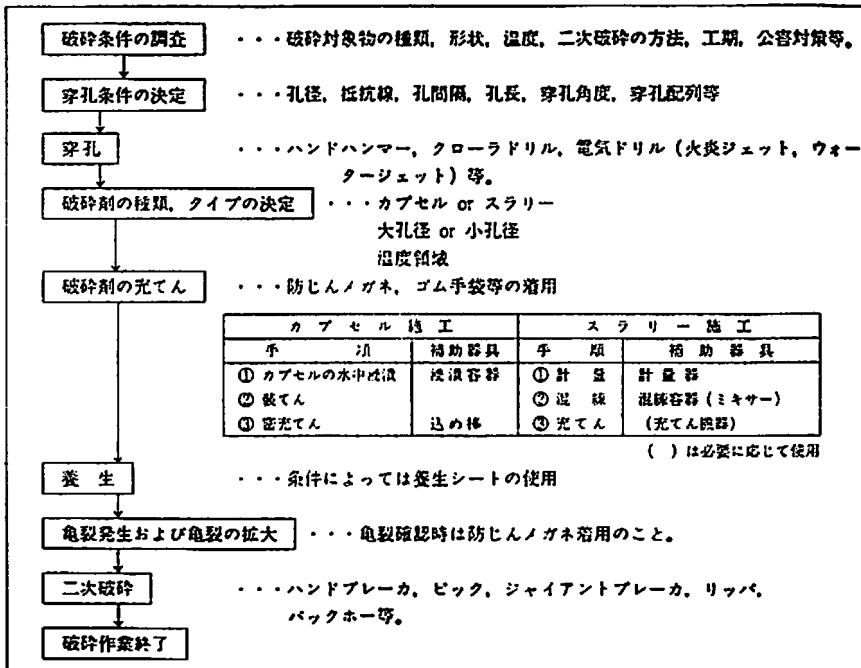 破砕条件の調査 ・・・破砕対象物の種類，形状，温度，二次破砕の方法，工期，公害対策等。
穿孔条件の決定 ・・・孔径，抵抗線，孔間隔，孔長，穿孔角度，穿孔配列等
穿孔 ・・・ハンドハンマー，クローラドリル，電気ドリル（火炎ジェット，ウォー
タージェット）等。
破砕剤の種類，タイプの決定 ・・・カプセル or スラリー
大孔径 or 小孔径
温度領域
破砕剤の充てん ・・・防じんメガネ，ゴム手袋等の着用
カプセル施工 スラリー施工
手項 補助器具 手順 補助器具
① カプセルの水中浸漬 浸漬容器 ① 計量 計量器
② 装てん ② 混練 混練容器（ミキサー）
③ 密充てん 込め棒 ③ 充てん （充てん機器）
（ ）は必要に応じて使用
養生 ・・・条件によっては養生シートの使用
亀裂発生および亀裂の拡大 ・・・亀裂確認時は防じんメガネ着用のこと。
二次破砕 ・・・ハンドブレーカ，ピック，ジャイアントブレーカ，リッパ，
バックホー等。
破砕作業終了